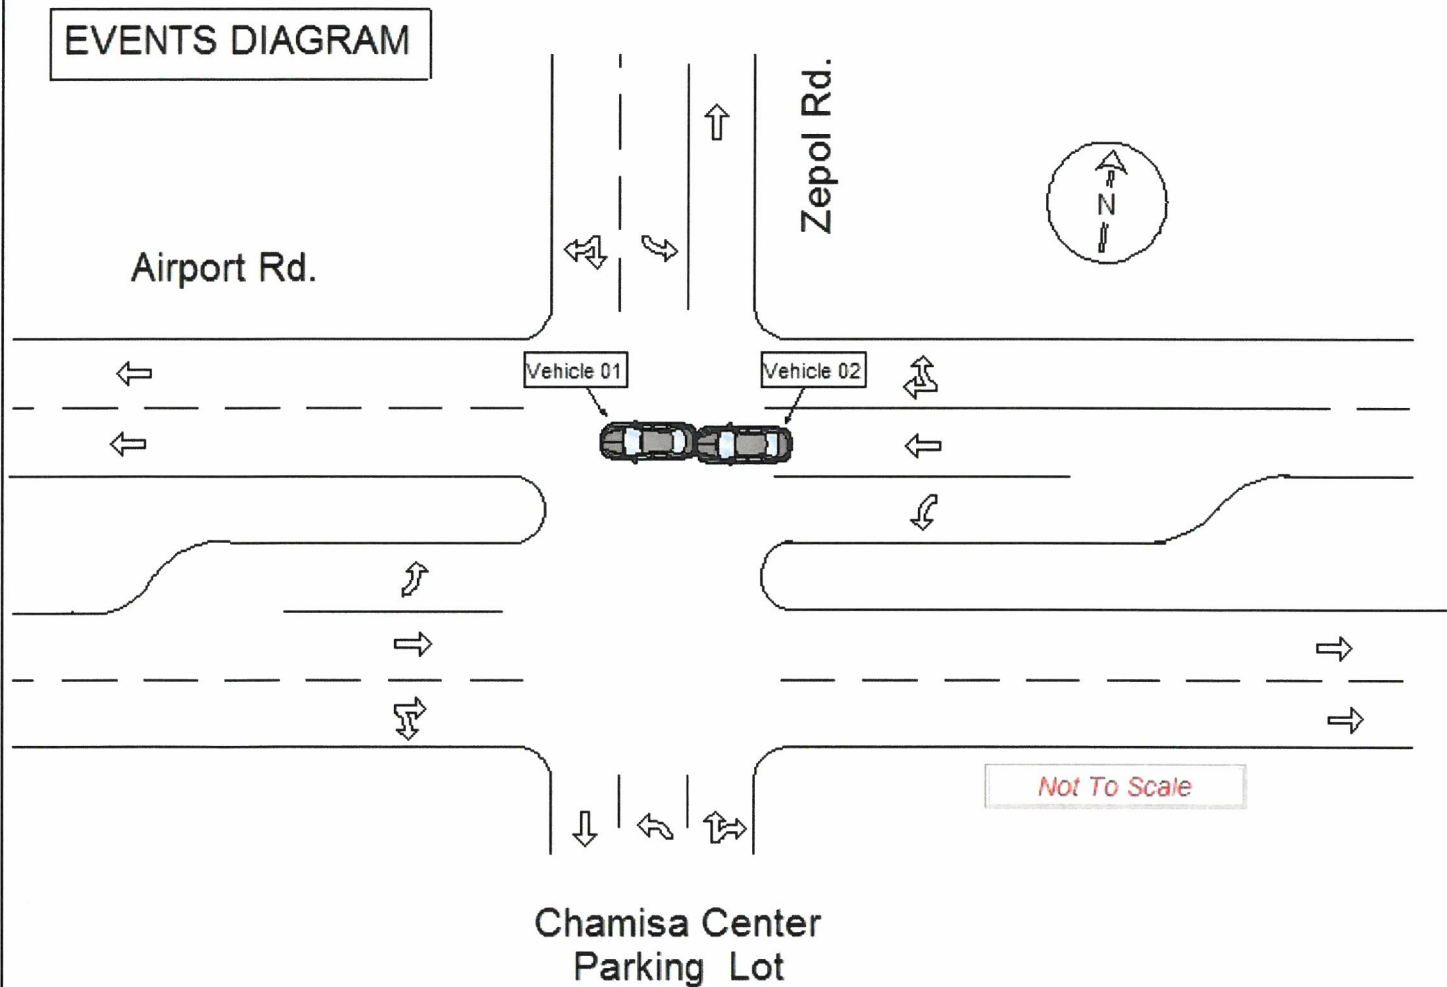 EVENTS DIAGRAM
Zepol Rd.
N
Airport Rd.
Vehicle 01
Vehicle 02
Not To Scale
Chamisa Center
Parking Lot